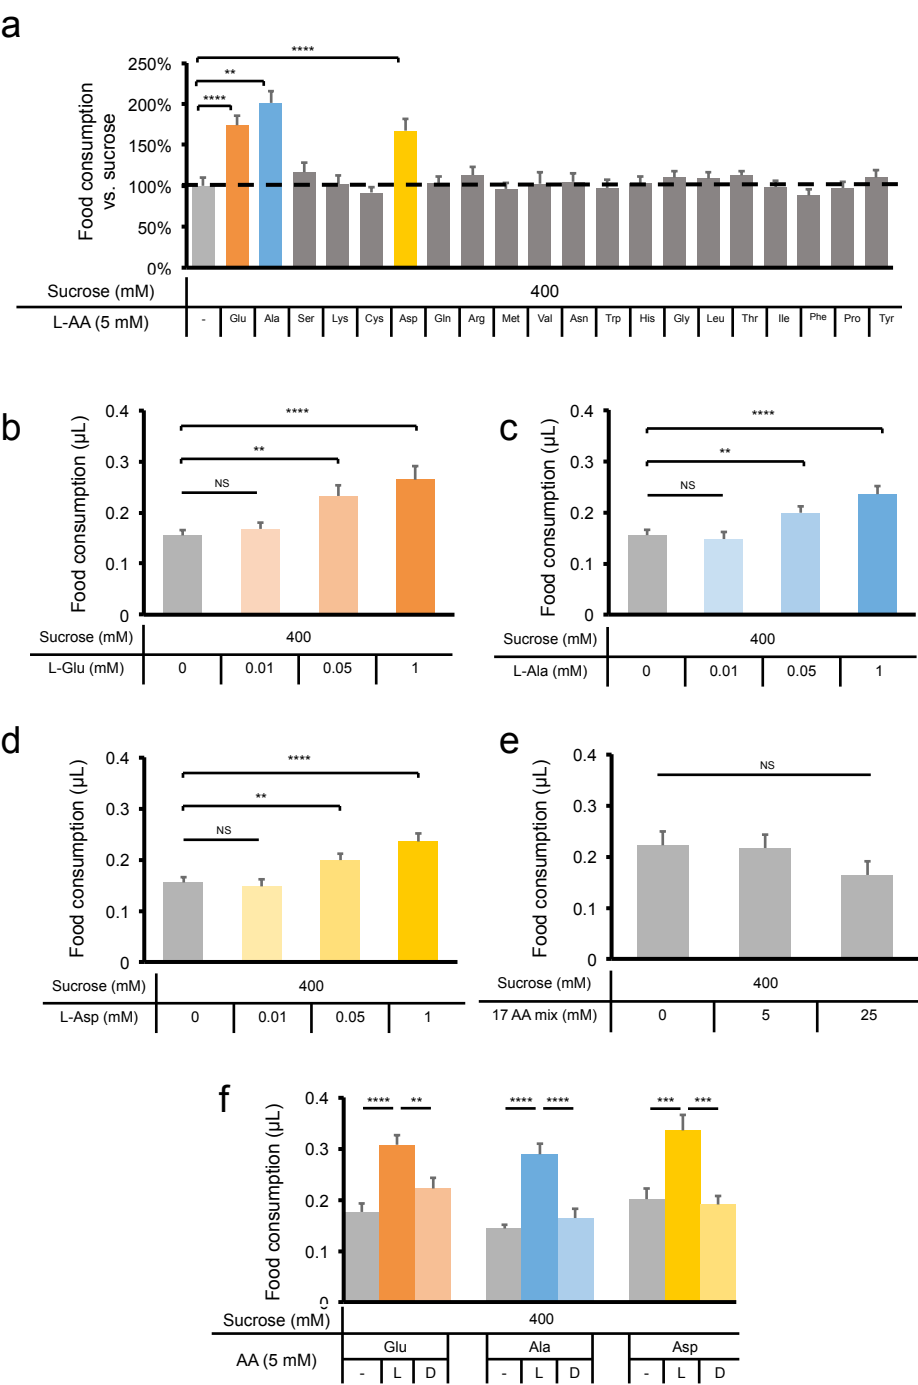 a
****
**
****
250%
200%
150%
100%
50%
0%
Food consumption
vs. sucrose
Sucrose (mM) 400
L-AA (5 mM) - Glu Ala Ser Lys Cys Asp Gln Arg Met Val Asn Trp His Gly Leu Thr Ile Phe Pro Tyr
b
****
**
NS
0.4
0.3
0.2
0.1
0
Food consumption (µL)
Sucrose (mM) 400
L-Glu (mM) 0 0.01 0.05 1
c
****
**
NS
0.4
0.3
0.2
0.1
0
Food consumption (µL)
Sucrose (mM) 400
L-Ala (mM) 0 0.01 0.05 1
d
****
**
NS
0.4
0.3
0.2
0.1
0
Food consumption (µL)
Sucrose (mM) 400
L-Asp (mM) 0 0.01 0.05 1
e
NS
0.4
0.3
0.2
0.1
0
Food consumption (µL)
Sucrose (mM) 400
17 AA mix (mM) 0 5 25
f
**** ** **** **** *** ***
0.4
0.3
0.2
0.1
0
Food consumption (µL)
Sucrose (mM) 400
AA (5 mM) Glu Ala Asp
- L D - L D - L D